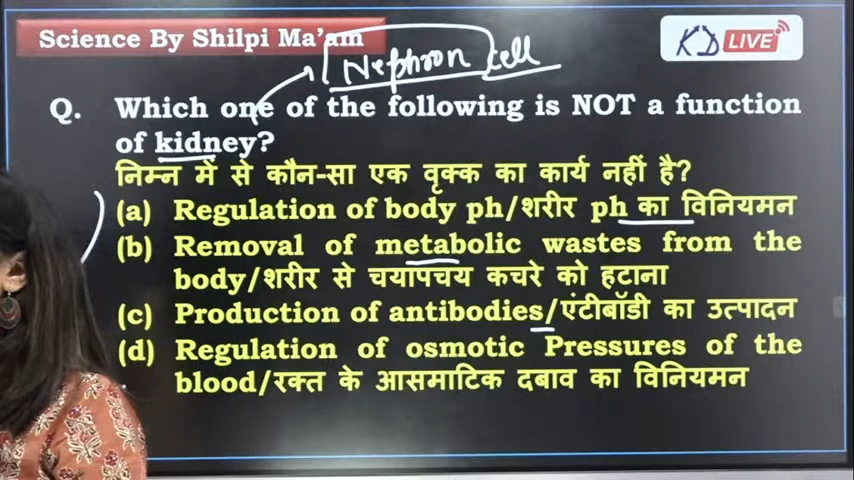 Science By Shilpi Ma'am
KD LIVE
Nephron cell
Q. Which one of the following is NOT a function
of kidney?
निम्न में से कौन-सा एक वृक्क का कार्य नहीं है?
(a) Regulation of body ph/शरीर ph का विनियमन
(b) Removal of metabolic wastes from the
body/शरीर से चयापचय कचरे को हटाना
(c) Production of antibodies/एंटीबॉडी का उत्पादन
(d) Regulation of osmotic Pressures of the
blood/रक्त के आसमाटिक दबाव का विनियमन